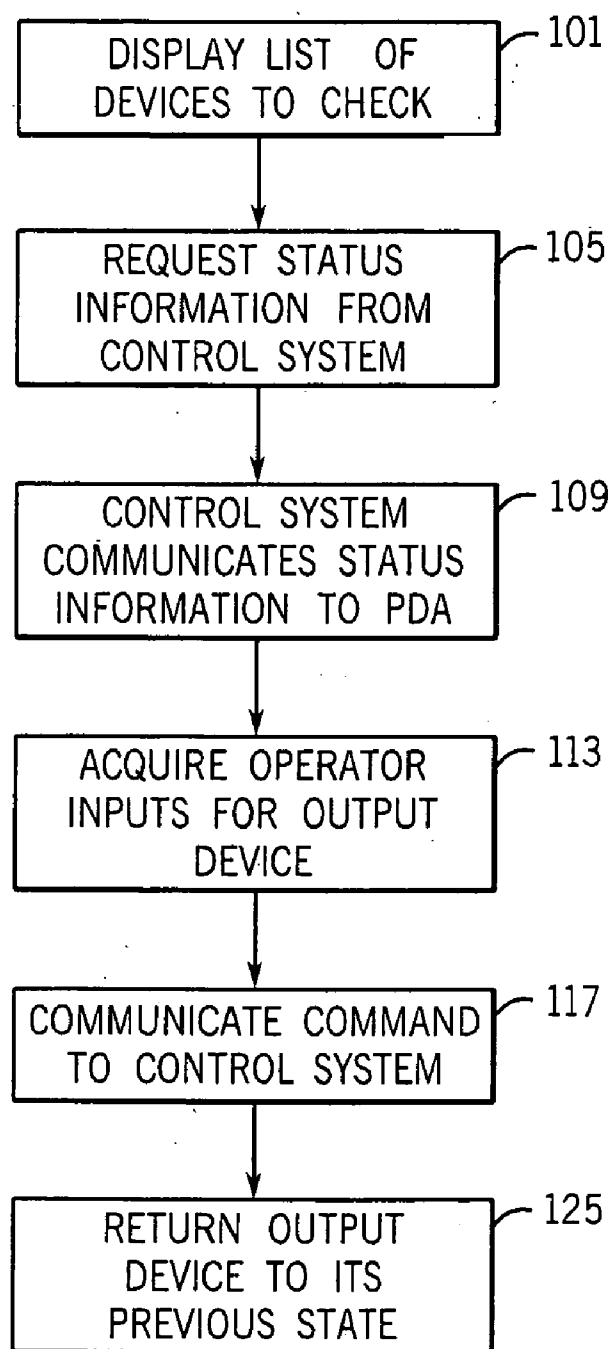 101
DISPLAY LIST OF
DEVICES TO CHECK
105
REQUEST STATUS
INFORMATION FROM
CONTROL SYSTEM
109
CONTROL SYSTEM
COMMUNICATES STATUS
INFORMATION TO PDA
113
ACQUIRE OPERATOR
INPUTS FOR OUTPUT
DEVICE
117
COMMUNICATE COMMAND
TO CONTROL SYSTEM
125
RETURN OUTPUT
DEVICE TO ITS
PREVIOUS STATE